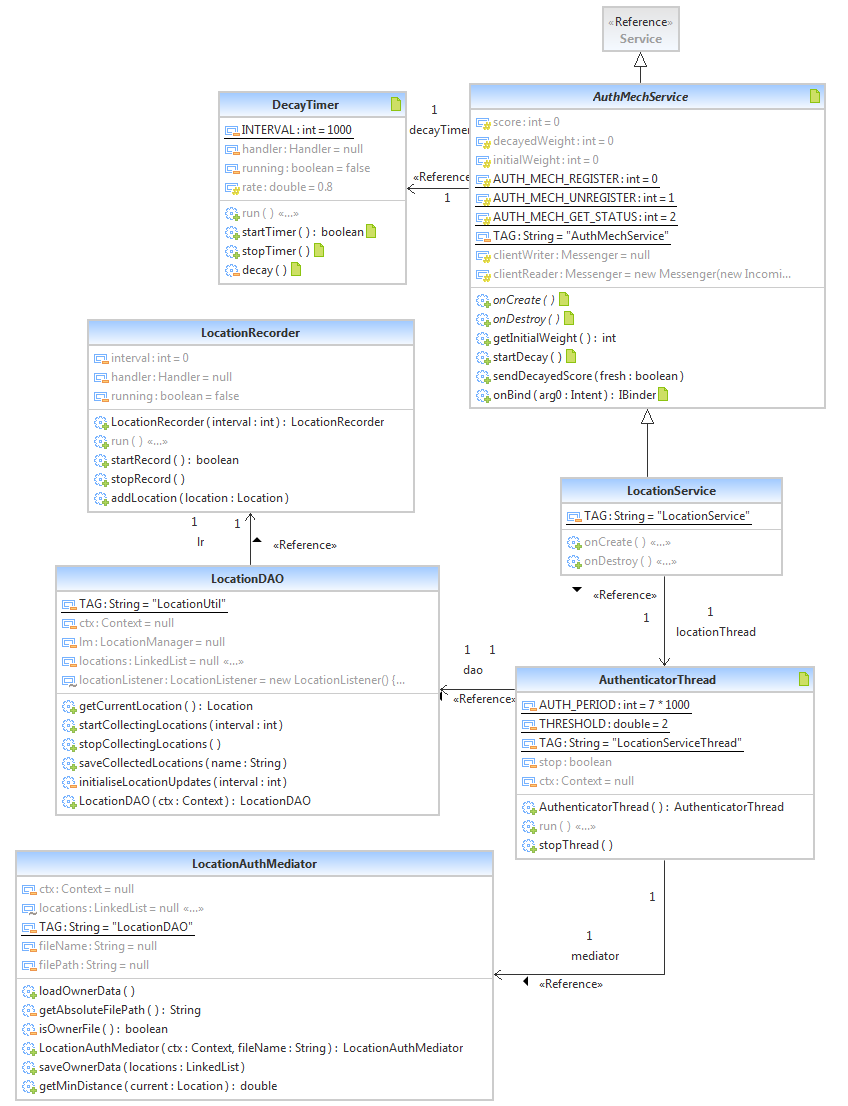 «Reference»
Service
AuthMechService
score : int = 0
decayedWeight : int = 0
initialWeight : int = 0
AUTH_MECH_REGISTER : int = 0
AUTH_MECH_UNREGISTER : int = 1
AUTH_MECH_GET_STATUS : int = 2
TAG : String = "AuthMechService"
clientWriter : Messenger = null
clientReader : Messenger = new Messenger(new Incomi...
onCreate ( )
onDestroy ( )
getInitialWeight ( ) : int
startDecay ( )
sendDecayedScore ( fresh : boolean )
onBind ( arg0 : Intent ) : IBinder
1
decayTimer
«Reference
1
DecayTimer
INTERVAL : int = 1000
handler : Handler = null
running : boolean = false
rate : double = 0.8
run ( ) «...»
startTimer ( ) : boolean
stopTimer ( )
decay ( )
LocationRecorder
interval : int = 0
handler : Handler = null
running : boolean = false
LocationRecorder ( interval : int ) : LocationRecorder
run ( ) «...»
startRecord ( ) : boolean
stopRecord ( )
addLocation ( location : Location )
1
1
lr
«Reference»
LocationService
TAG : String = "LocationService"
onCreate ( ) «...»
onDestroy ( ) «...»
«Reference»
1
1
locationThread
LocationDAO
TAG : String = "LocationUtil"
ctx : Context = null
lm : LocationManager = null
locations : LinkedList = null «...»
locationListener : LocationListener = new LocationListener() {...
getCurrentLocation ( ) : Location
startCollectingLocations ( interval : int )
stopCollectingLocations ( )
saveCollectedLocations ( name : String )
initialiseLocationUpdates ( interval : int )
LocationDAO ( ctx : Context ) : LocationDAO
1
1
dao
«Reference»
AuthenticatorThread
AUTH_PERIOD : int = 7 * 1000
THRESHOLD : double = 2
TAG : String = "LocationServiceThread"
stop : boolean
ctx : Context = null
AuthenticatorThread ( ) : AuthenticatorThread
run ( ) «...»
stopThread ( )
1
1
mediator
«Reference»
LocationAuthMediator
ctx : Context = null
locations : LinkedList = null «...»
TAG : String = "LocationDAO"
fileName : String = null
filePath : String = null
loadOwnerData ( )
getAbsoluteFilePath ( ) : String
isOwnerFile ( ) : boolean
LocationAuthMediator ( ctx : Context, fileName : String ) : LocationAuthMediator
saveOwnerData ( locations : LinkedList )
getMinDistance ( current : Location ) : double